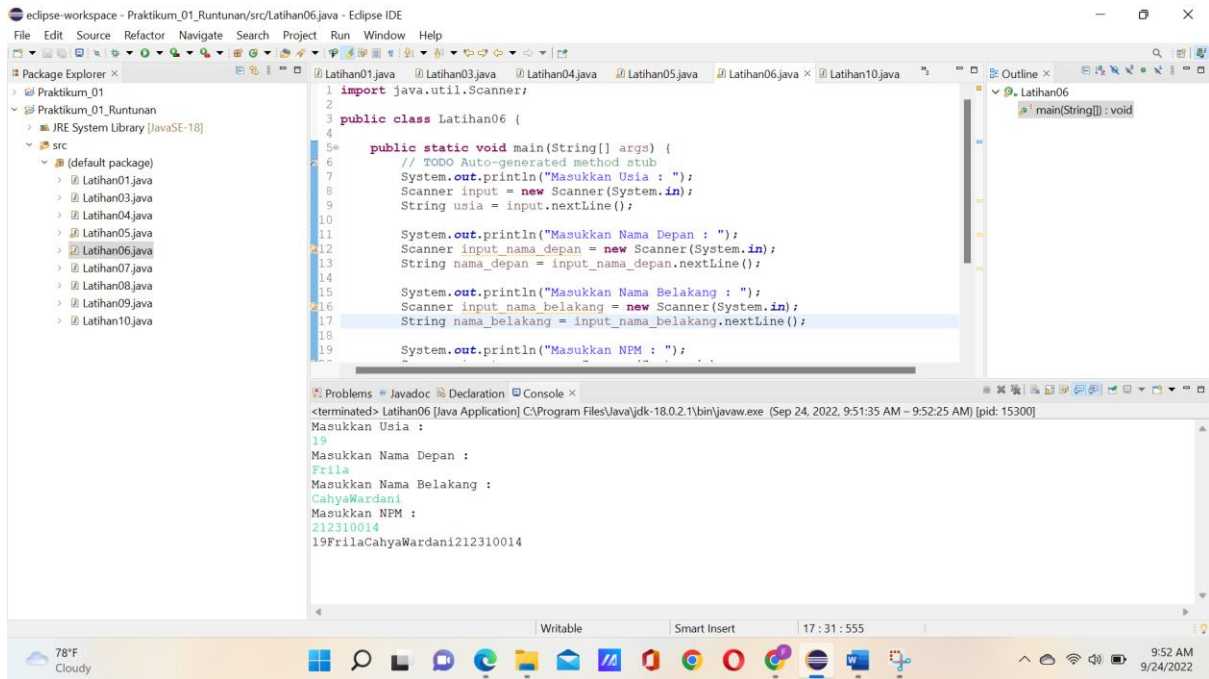 eclipse-workspace - Praktikum_01_Runtunan/src/Latihan06.java - Eclipse IDE
File Edit Source Refactor Navigate Search Project Run Window Help
Package Explorer
Praktikum_01
Praktikum_01_Runtunan
JRE System Library [JavaSE-18]
src
(default package)
Latihan01.java
Latihan03.java
Latihan04.java
Latihan05.java
Latihan06.java
Latihan07.java
Latihan08.java
Latihan09.java
Latihan10.java
Latihan01.java Latihan03.java Latihan04.java Latihan05.java Latihan06.java Latihan10.java
1 import java.util.Scanner;
2
3 public class Latihan06 {
4
5 public static void main(String[] args) {
6 // TODO Auto-generated method stub
7 System.out.println("Masukkan Usia : ");
8 Scanner input = new Scanner(System.in);
9 String usia = input.nextLine();
10
11 System.out.println("Masukkan Nama Depan : ");
12 Scanner input_nama_depan = new Scanner(System.in);
13 String nama_depan = input_nama_depan.nextLine();
14
15 System.out.println("Masukkan Nama Belakang : ");
16 Scanner input_nama_belakang = new Scanner(System.in);
17 String nama_belakang = input_nama_belakang.nextLine();
18
19 System.out.println("Masukkan NPM : ");
Outline
Latihan06
main(String[]) : void
Problems Javadoc Declaration Console
<terminated> Latihan06 [Java Application] C:\Program Files\Java\jdk-18.0.2.1\bin\javaw.exe (Sep 24, 2022, 9:51:35 AM – 9:52:25 AM) [pid: 15300]
Masukkan Usia :
19
Masukkan Nama Depan :
Frila
Masukkan Nama Belakang :
CahyaWardani
Masukkan NPM :
212310014
19FrilaCahyaWardani212310014
Writable Smart Insert 17 : 31 : 555
78°F
Cloudy
9:52 AM
9/24/2022